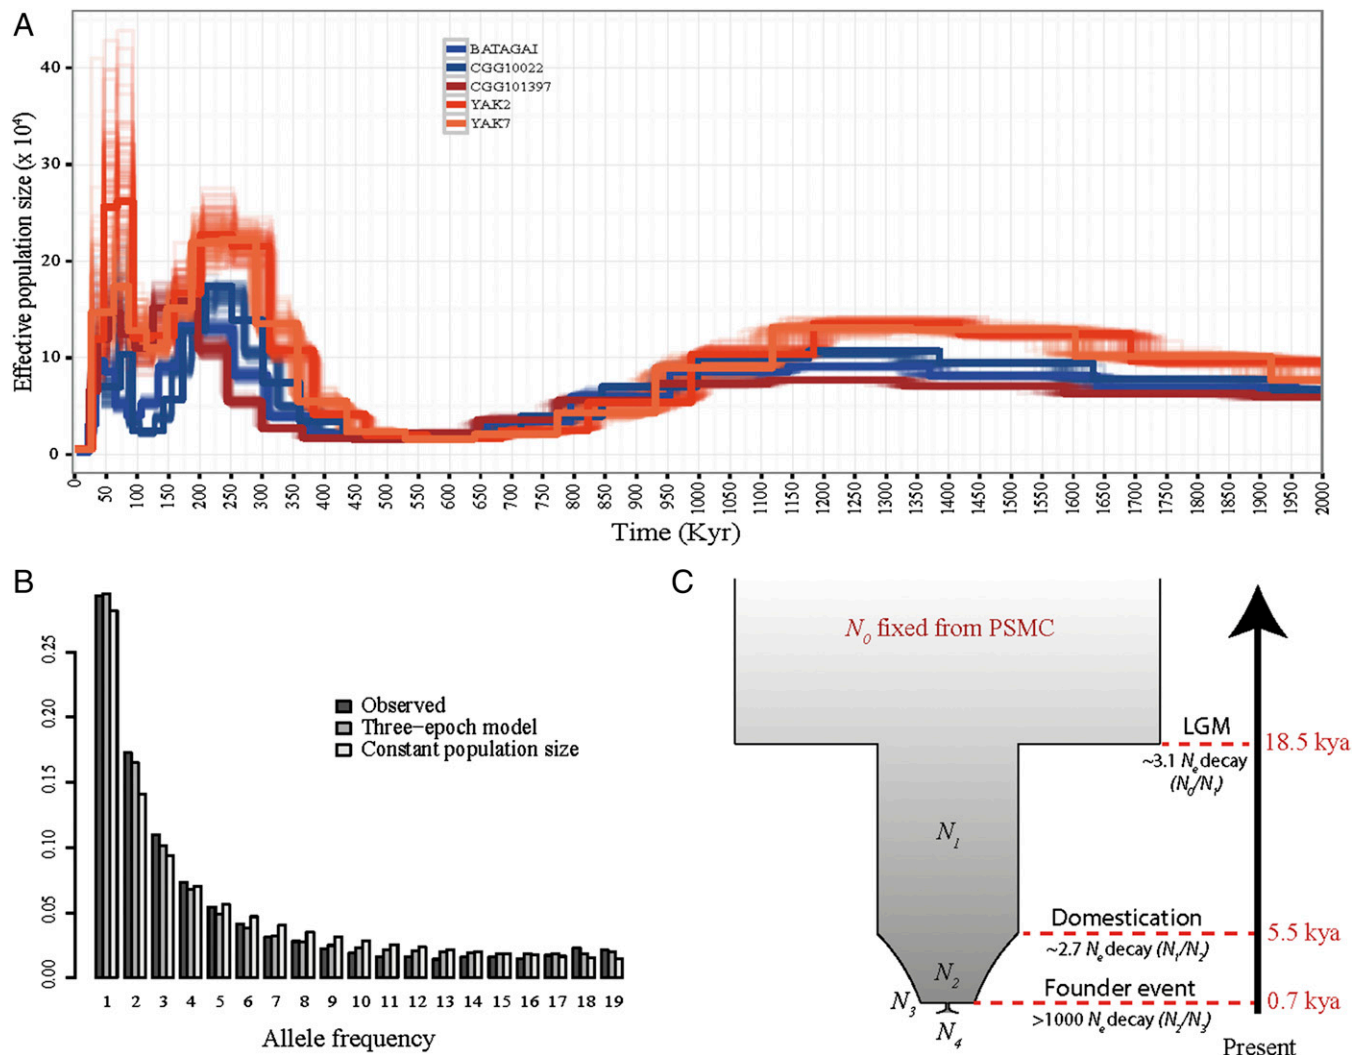 A
Effective population size (x 10⁴)
40
30
20
10
0
BATAGAI
CGG10022
CGG101397
YAK2
YAK7
0 50 100 150 200 250 300 350 400 450 500 550 600 650 700 750 800 850 900 950 1000 1050 1100 1150 1200 1250 1300 1350 1400 1450 1500 1550 1600 1650 1700 1750 1800 1850 1900 1950 2000
Time (Kyr)
B
0.25
0.20
0.15
0.10
0.05
0.00
Observed
Three-epoch model
Constant population size
1 2 3 4 5 6 7 8 9 10 11 12 13 14 15 16 17 18 19
Allele frequency
C
N₀ fixed from PSMC
LGM
18.5 kya
~3.1 Nₑ decay
(N₀/N₁)
N₁
Domestication
5.5 kya
~2.7 Nₑ decay (N₁/N₂)
N₂
Founder event
N₃
0.7 kya
>1000 Nₑ decay (N₂/N₃)
N₄
Present